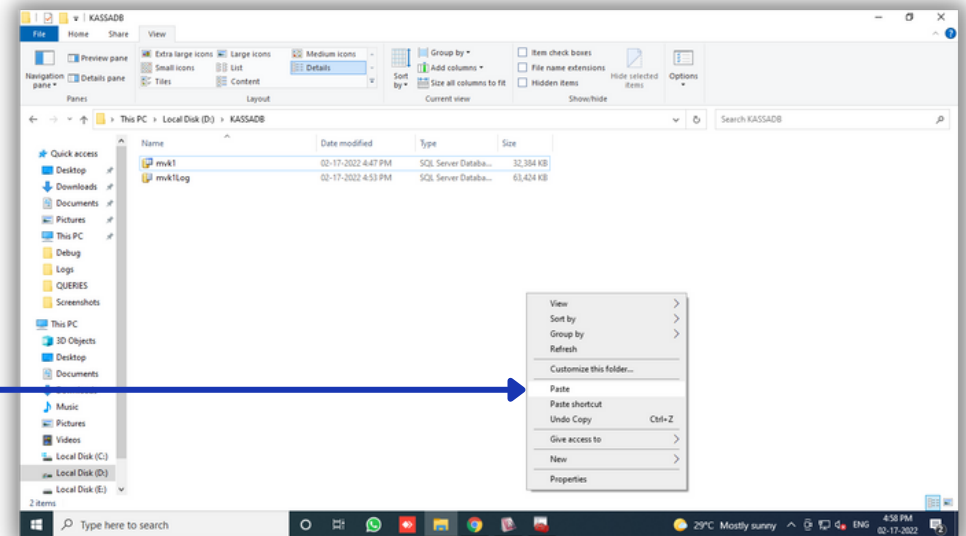 KASSADB
File Home Share View
Preview pane
Navigation pane
Details pane
Extra large icons Large icons Medium icons
Small icons List Details
Tiles Content
Sort by
Group by
Add columns
Size all columns to fit
Item check boxes
File name extensions
Hidden items
Hide selected items
Options
Panes Layout Current view Show/hide
This PC > Local Disk (D:) > KASSADB
Search KASSADB
Name Date modified Type Size
mvk1 02-17-2022 4:47 PM SQL Server Databa... 32,384 KB
mvk1Log 02-17-2022 4:53 PM SQL Server Databa... 63,424 KB
Quick access
Desktop
Downloads
Documents
Pictures
This PC
Debug
Logs
QUERIES
Screenshots
This PC
3D Objects
Desktop
Documents
Music
Pictures
Videos
Local Disk (C:)
Local Disk (D:)
Local Disk (E:)
View
Sort by
Group by
Refresh
Customize this folder...
Paste
Paste shortcut
Undo Copy Ctrl+Z
Give access to
New
Properties
2 items
Type here to search
29°C Mostly sunny
ENG
4:58 PM
02-17-2022